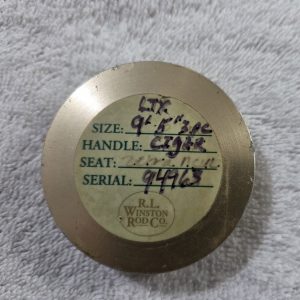 LTX
SIZE: 9' 5" 3PC
HANDLE: CIGAR
SEAT:
SERIAL: 94963
R.L.
WINSTON
ROD CO.